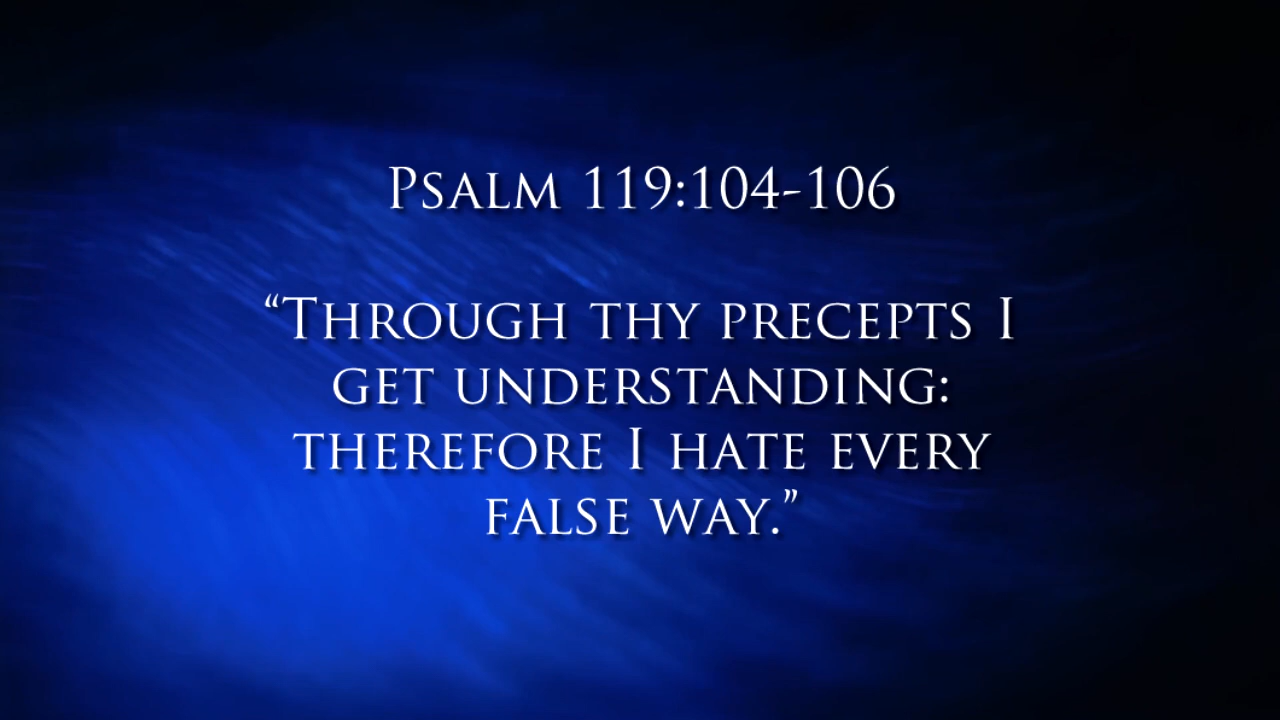 Psalm 119:104-106
“Through thy precepts I
get understanding:
therefore I hate every
false way.”